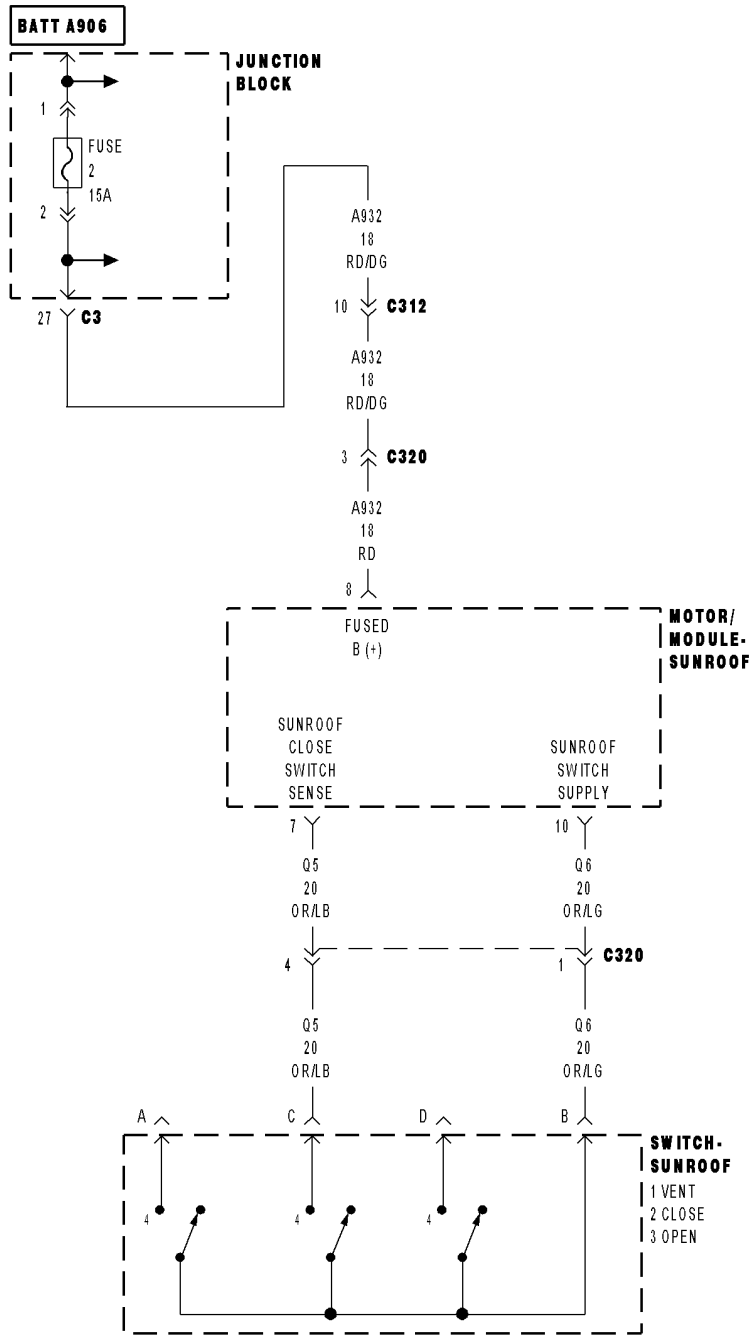 BATT A906
JUNCTION
BLOCK
1
FUSE
2
15A
2
27 C3
A932
18
RD/DG
10 C312
A932
18
RD/DG
3 C320
A932
18
RD
8
FUSED
B (+)
MOTOR/
MODULE-
SUNROOF
SUNROOF
CLOSE
SWITCH
SENSE
SUNROOF
SWITCH
SUPPLY
7 10
Q5 Q6
20 20
OR/LB OR/LG
4 1 C320
Q5 Q6
20 20
OR/LB OR/LG
A C D B
SWITCH-
SUNROOF
1 VENT
2 CLOSE
3 OPEN
4 4 4